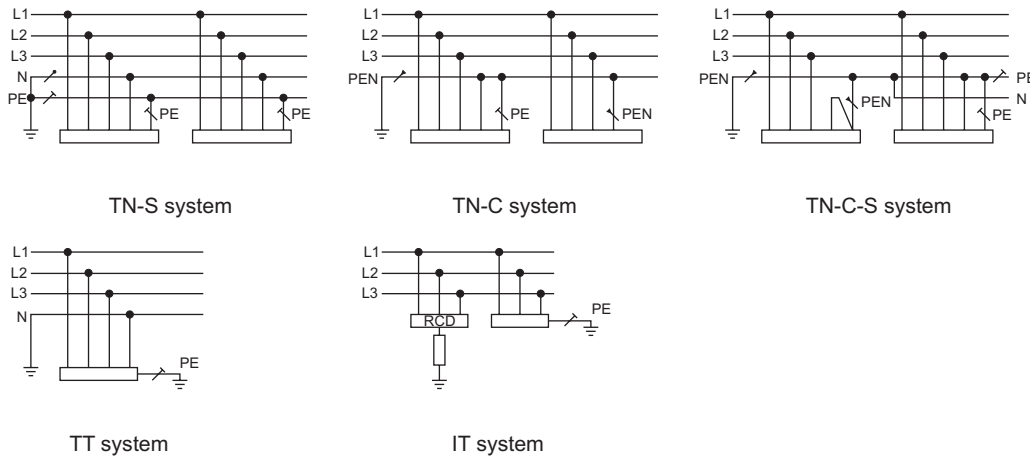 L1
L2
L3
N
PE
PE
PE
TN-S system
L1
L2
L3
PEN
PE
PEN
TN-C system
L1
L2
L3
PEN
PEN
PE
N
PE
TN-C-S system
L1
L2
L3
N
PE
TT system
L1
L2
L3
RCD
PE
IT system